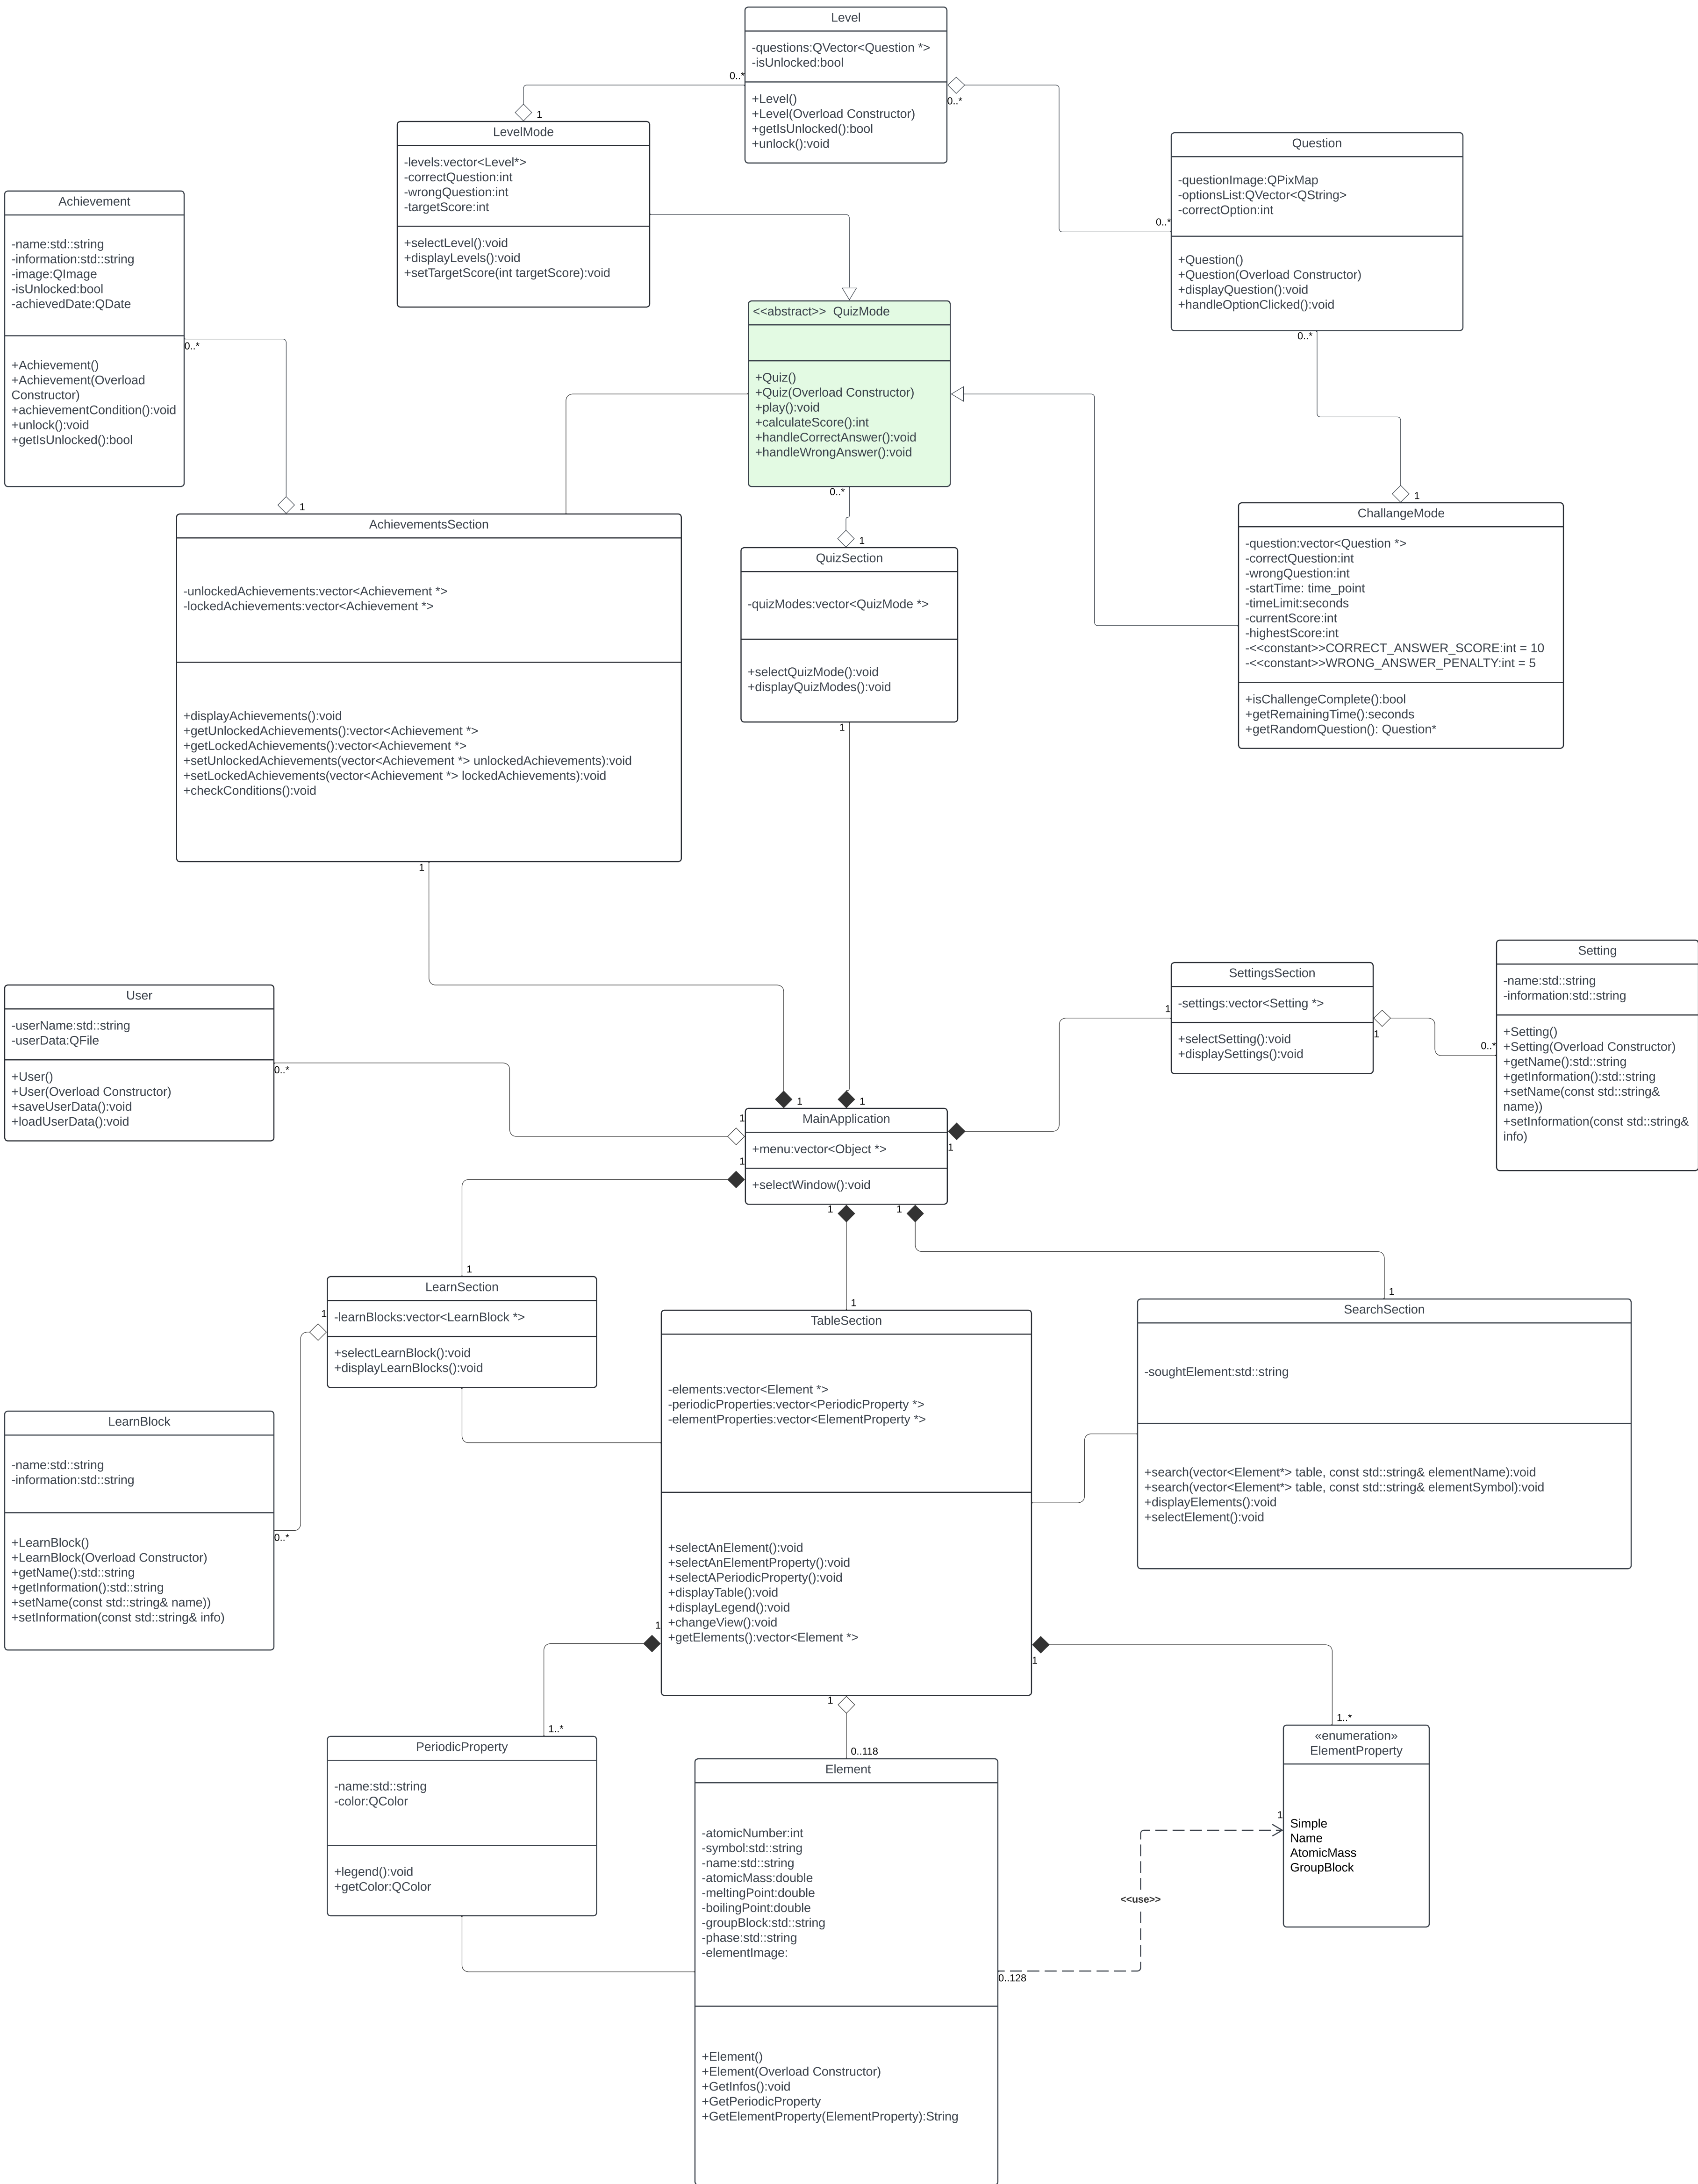 Level
-questions:QVector<Question *>
-isUnlocked:bool
+Level()
+Level(Overload Constructor)
+getIsUnlocked():bool
+unlock():void
0..*
0..*
1
LevelMode
-levels:vector<Level*>
-correctQuestion:int
-wrongQuestion:int
-targetScore:int
+selectLevel():void
+displayLevels():void
+setTargetScore(int targetScore):void
Question
-questionImage:QPixMap
-optionsList:QVector<QString>
-correctOption:int
+Question()
+Question(Overload Constructor)
+displayQuestion():void
+handleOptionClicked():void
0..*
0..*
Achievement
-name:std::string
-information:std::string
-image:QImage
-isUnlocked:bool
-achievedDate:QDate
+Achievement()
+Achievement(Overload
Constructor)
+achievementCondition():void
+unlock():void
+getIsUnlocked():bool
0..*
1
<<abstract>> QuizMode
+Quiz()
+Quiz(Overload Constructor)
+play():void
+calculateScore():int
+handleCorrectAnswer():void
+handleWrongAnswer():void
0..*
1
1
AchievementsSection
-unlockedAchievements:vector<Achievement *>
-lockedAchievements:vector<Achievement *>
+displayAchievements():void
+getUnlockedAchievements():vector<Achievement *>
+getLockedAchievements():vector<Achievement *>
+setUnlockedAchievements(vector<Achievement *> unlockedAchievements):void
+setLockedAchievements(vector<Achievement *> lockedAchievements):void
+checkConditions():void
1
QuizSection
-quizModes:vector<QuizMode *>
+selectQuizMode():void
+displayQuizModes():void
1
ChallangeMode
-question:vector<Question *>
-correctQuestion:int
-wrongQuestion:int
-startTime: time_point
-timeLimit:seconds
-currentScore:int
-highestScore:int
-<<constant>>CORRECT_ANSWER_SCORE:int = 10
-<<constant>>WRONG_ANSWER_PENALTY:int = 5
+isChallengeComplete():bool
+getRemainingTime():seconds
+getRandomQuestion(): Question*
User
-userName:std::string
-userData:QFile
+User()
+User(Overload Constructor)
+saveUserData():void
+loadUserData():void
0..*
SettingsSection
-settings:vector<Setting *>
+selectSetting():void
+displaySettings():void
1
1
0..*
Setting
-name:std::string
-information:std::string
+Setting()
+Setting(Overload Constructor)
+getName():std::string
+getInformation():std::string
+setName(const std::string&
name))
+setInformation(const std::string&
info)
1
1
1
1
1
MainApplication
+menu:vector<Object *>
+selectWindow():void
1
1
1
LearnSection
-learnBlocks:vector<LearnBlock *>
+selectLearnBlock():void
+displayLearnBlocks():void
1
0..*
LearnBlock
-name:std::string
-information:std::string
+LearnBlock()
+LearnBlock(Overload Constructor)
+getName():std::string
+getInformation():std::string
+setName(const std::string& name))
+setInformation(const std::string& info)
1
TableSection
-elements:vector<Element *>
-periodicProperties:vector<PeriodicProperty *>
-elementProperties:vector<ElementProperty *>
+selectAnElement():void
+selectAnElementProperty():void
+selectAPeriodicProperty():void
+displayTable():void
+displayLegend():void
+changeView():void
+getElements():vector<Element *>
1
SearchSection
-soughtElement:std::string
+search(vector<Element*> table, const std::string& elementName):void
+search(vector<Element*> table, const std::string& elementSymbol):void
+displayElements():void
+selectElement():void
1
1
1
1..*
0..118
1..*
PeriodicProperty
-name:std::string
-color:QColor
+legend():void
+getColor:QColor
Element
-atomicNumber:int
-symbol:std::string
-name:std::string
-atomicMass:double
-meltingPoint:double
-boilingPoint:double
-groupBlock:std::string
-phase:std::string
-elementImage:
+Element()
+Element(Overload Constructor)
+GetInfos():void
+GetPeriodicProperty
+GetElementProperty(ElementProperty):String
0..128
<<use>>
1
«enumeration»
ElementProperty
Simple
Name
AtomicMass
GroupBlock